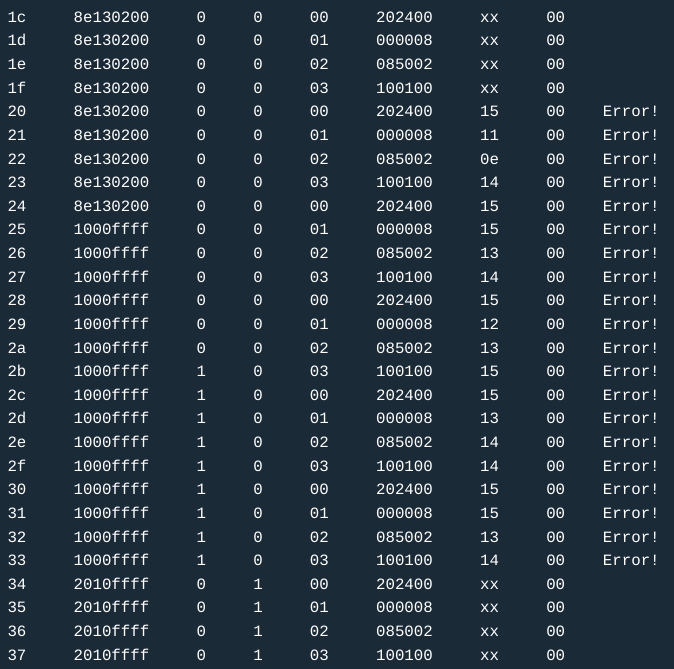 1c 8e130200 0 0 00 202400 xx 00
1d 8e130200 0 0 01 000008 xx 00
1e 8e130200 0 0 02 085002 xx 00
1f 8e130200 0 0 03 100100 xx 00
20 8e130200 0 0 00 202400 15 00 Error!
21 8e130200 0 0 01 000008 11 00 Error!
22 8e130200 0 0 02 085002 0e 00 Error!
23 8e130200 0 0 03 100100 14 00 Error!
24 8e130200 0 0 00 202400 15 00 Error!
25 1000ffff 0 0 01 000008 15 00 Error!
26 1000ffff 0 0 02 085002 13 00 Error!
27 1000ffff 0 0 03 100100 14 00 Error!
28 1000ffff 0 0 00 202400 15 00 Error!
29 1000ffff 0 0 01 000008 12 00 Error!
2a 1000ffff 0 0 02 085002 13 00 Error!
2b 1000ffff 1 0 03 100100 15 00 Error!
2c 1000ffff 1 0 00 202400 15 00 Error!
2d 1000ffff 1 0 01 000008 13 00 Error!
2e 1000ffff 1 0 02 085002 14 00 Error!
2f 1000ffff 1 0 03 100100 14 00 Error!
30 1000ffff 1 0 00 202400 15 00 Error!
31 1000ffff 1 0 01 000008 15 00 Error!
32 1000ffff 1 0 02 085002 13 00 Error!
33 1000ffff 1 0 03 100100 14 00 Error!
34 2010ffff 0 1 00 202400 xx 00
35 2010ffff 0 1 01 000008 xx 00
36 2010ffff 0 1 02 085002 xx 00
37 2010ffff 0 1 03 100100 xx 00